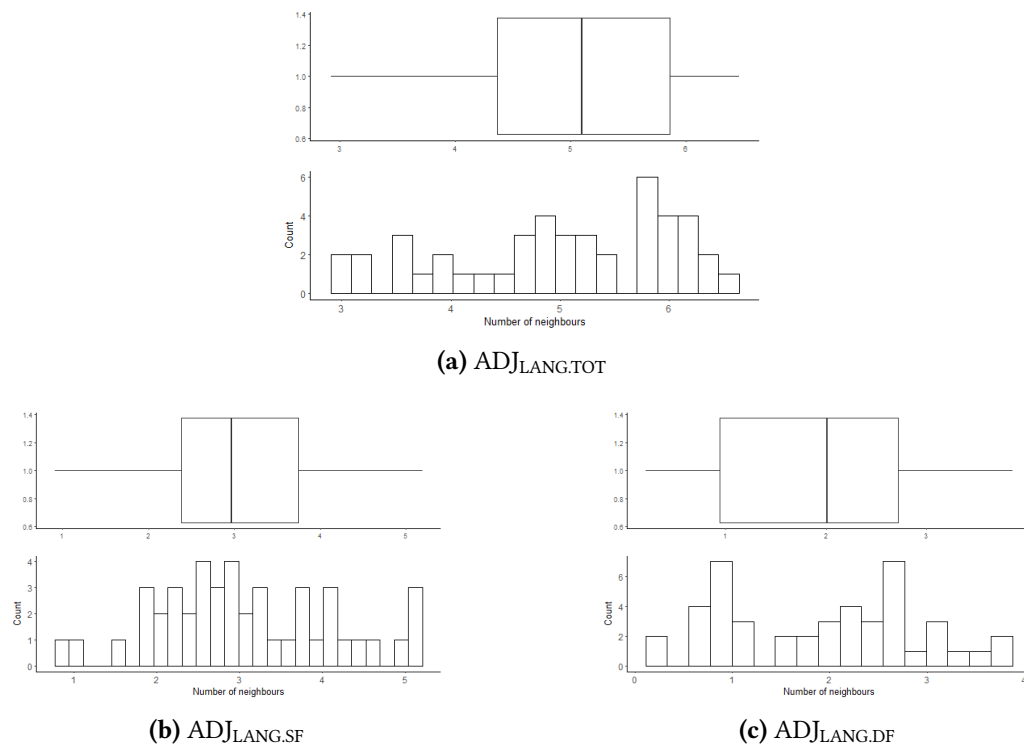 1.4
1.2
1.0
0.8
0.6
3 4 5 6
6
4
2
0
Count
3 4 5 6
Number of neighbours
(a) ADJLANG.TOT
1.4
1.2
1.0
0.8
0.6
1 2 3 4 5
4
3
2
1
0
Count
1 2 3 4 5
Number of neighbours
(b) ADJLANG.SF
1.4
1.2
1.0
0.8
0.6
1 2 3
6
4
2
0
Count
0 1 2 3 4
Number of neighbours
(c) ADJLANG.DF